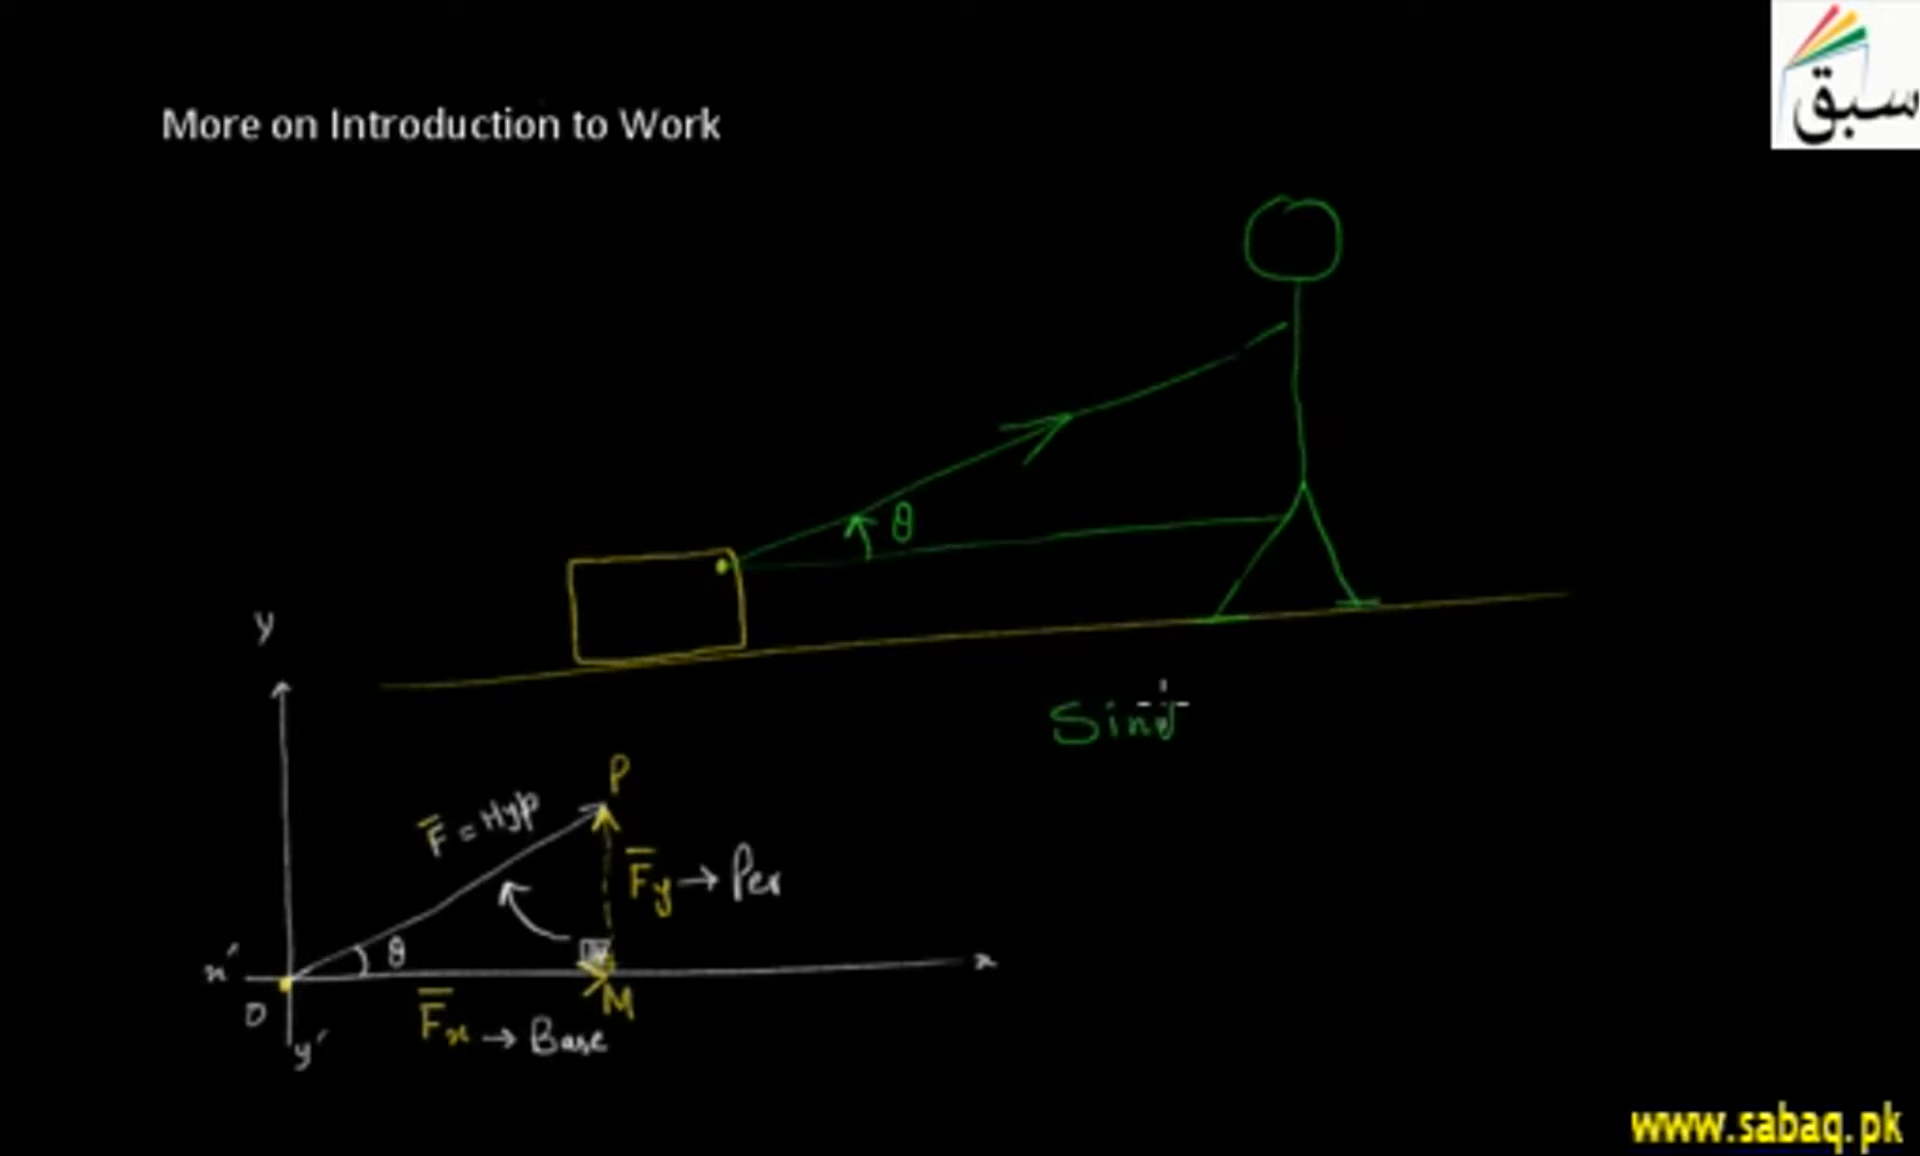 سبق
More on Introduction to Work
θ
y
Sin
P
F = Hyp
Fy → Per
θ
x'
x
O
M
Fx → Base
y'
www.sabaq.pk